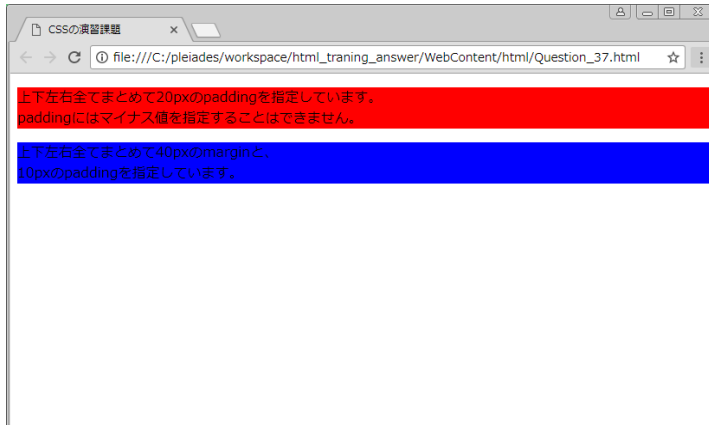 CSSの演習課題
file:///C:/pleiades/workspace/html_traning_answer/WebContent/html/Question_37.html
上下左右全てまとめて20pxのpaddingを指定しています。
paddingにはマイナス値を指定することはできません。
上下左右全てまとめて40pxのmarginと、
10pxのpaddingを指定しています。